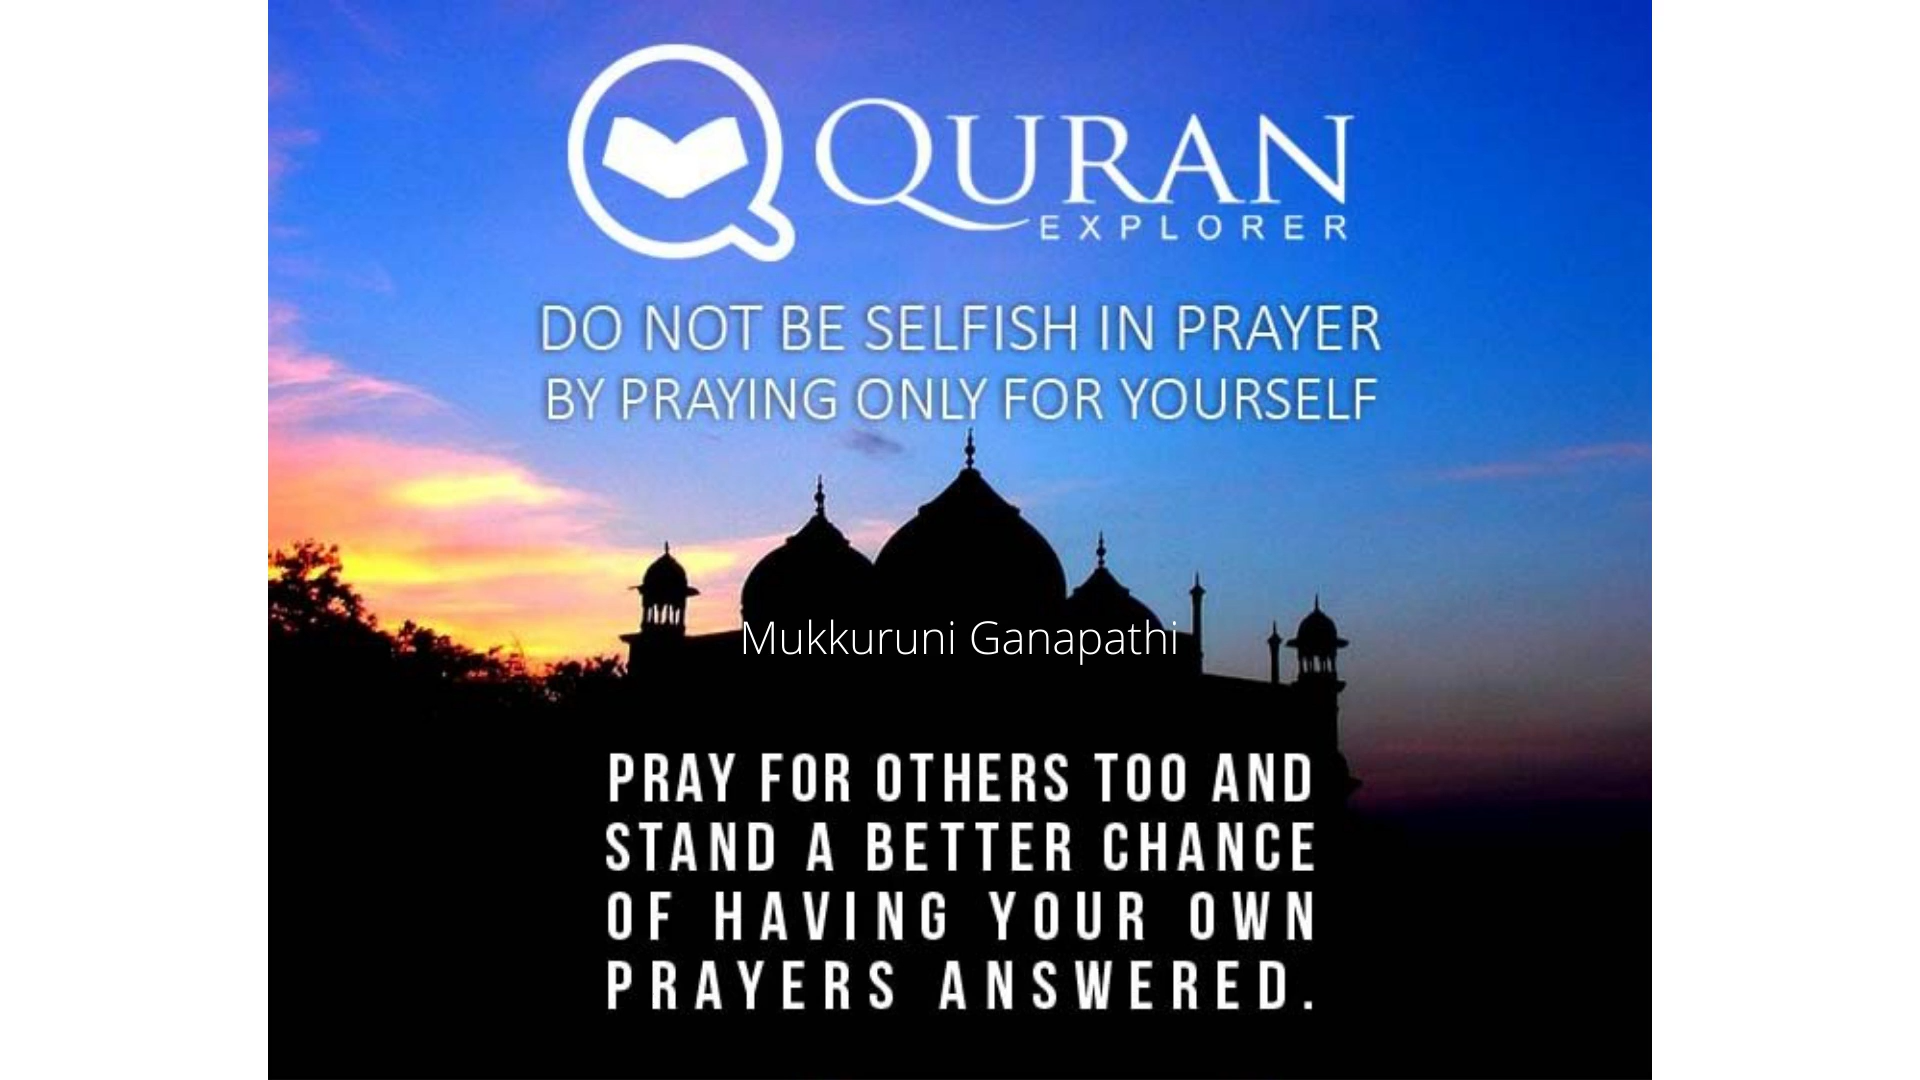 QURAN
EXPLORER
DO NOT BE SELFISH IN PRAYER
BY PRAYING ONLY FOR YOURSELF
Mukkuruni Ganapathi
PRAY FOR OTHERS TOO AND
STAND A BETTER CHANCE
OF HAVING YOUR OWN
PRAYERS ANSWERED.